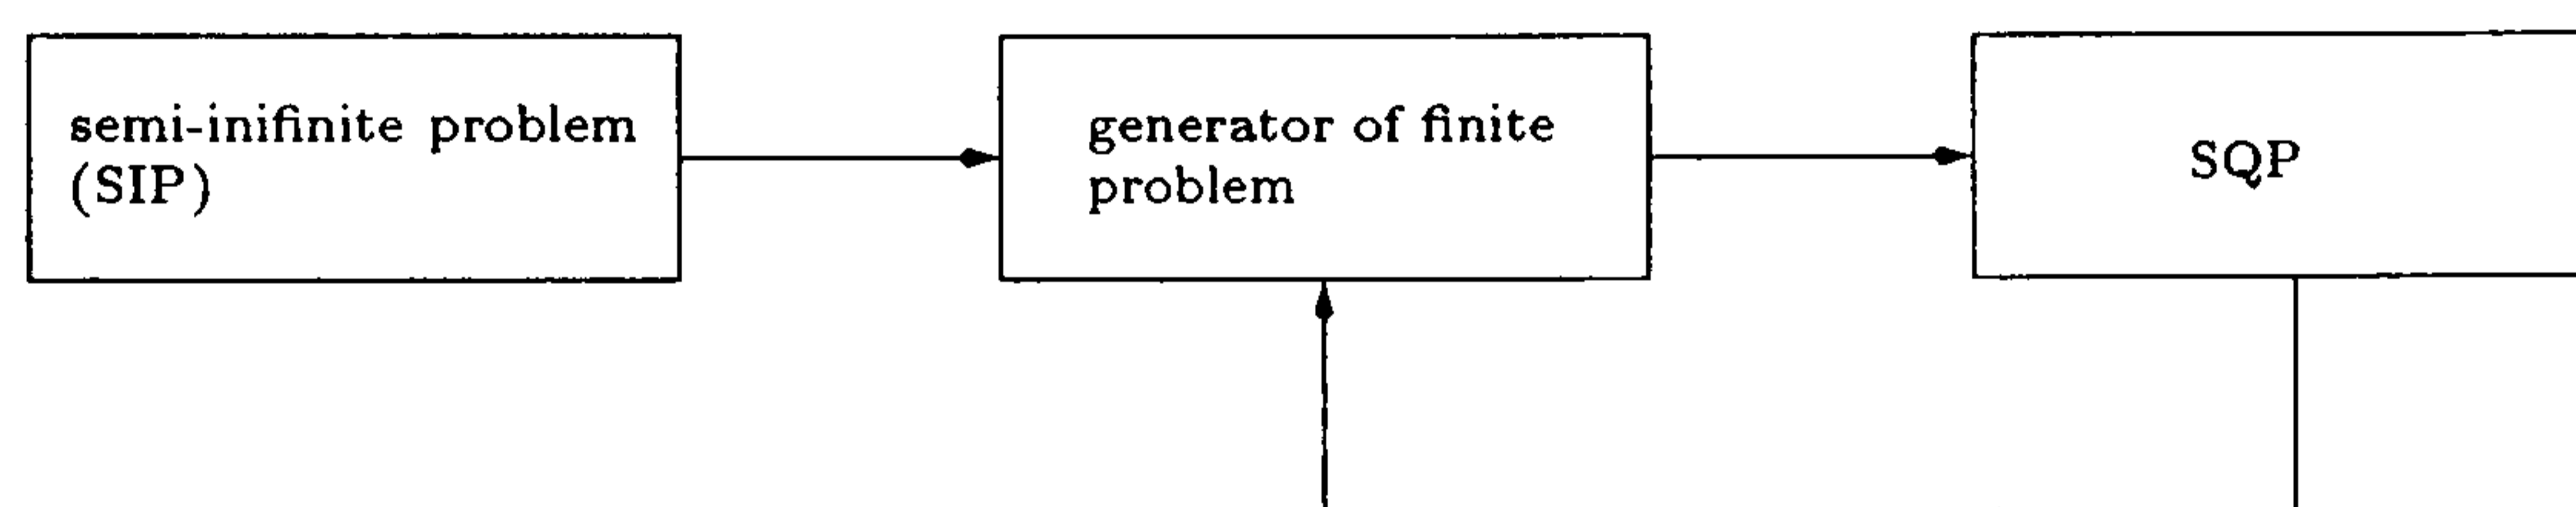 semi-inifinite problem
(SIP)
generator of finite
problem
SQP